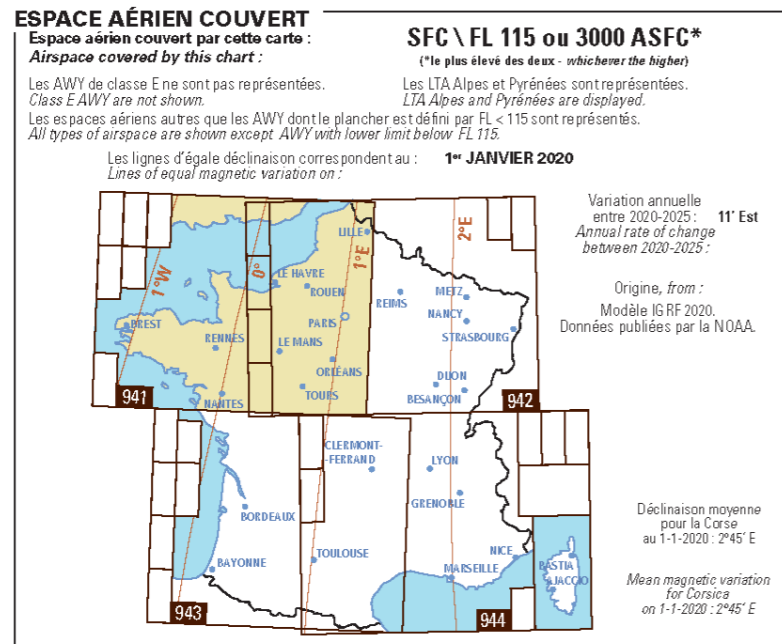 ESPACE AÉRIEN COUVERT
Espace aérien couvert par cette carte :
Airspace covered by this chart :
SFC \ FL 115 ou 3000 ASFC*
(*le plus élevé des deux - whichever the higher)
Les AWY de classe E ne sont pas représentées.
Class E AWY are not shown.
Les LTA Alpes et Pyrénées sont représentées.
LTA Alpes and Pyrénées are displayed.
Les espaces aériens autres que les AWY dont le plancher est défini par FL < 115 sont représentés.
All types of airspace are shown except AWY with lower limit below FL 115.
Les lignes d'égale déclinaison correspondent au : 1er JANVIER 2020
Lines of equal magnetic variation on :
Variation annuelle
entre 2020-2025 : 11' Est
Annual rate of change
between 2020-2025 :
Origine, from :
Modèle IGRF 2020.
Données publiées par la NOAA.
1°W
0°
1°E
2°E
LILLE
LE HAVRE
ROUEN
REIMS
METZ
NANCY
STRASBOURG
PARIS
BREST
RENNES
LE MANS
ORLÉANS
TOURS
NANTES
DIJON
BESANÇON
941
942
CLERMONT-
FERRAND
LYON
GRENOBLE
BORDEAUX
BAYONNE
TOULOUSE
NICE
MARSEILLE
BASTIA
AJACCIO
943
944
Déclinaison moyenne
pour la Corse
au 1-1-2020 : 2°45' E
Mean magnetic variation
for Corsica
on 1-1-2020 : 2°45' E